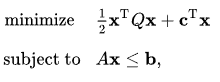 minimize ½xᵀQx + cᵀx
subject to Ax ≤ b,